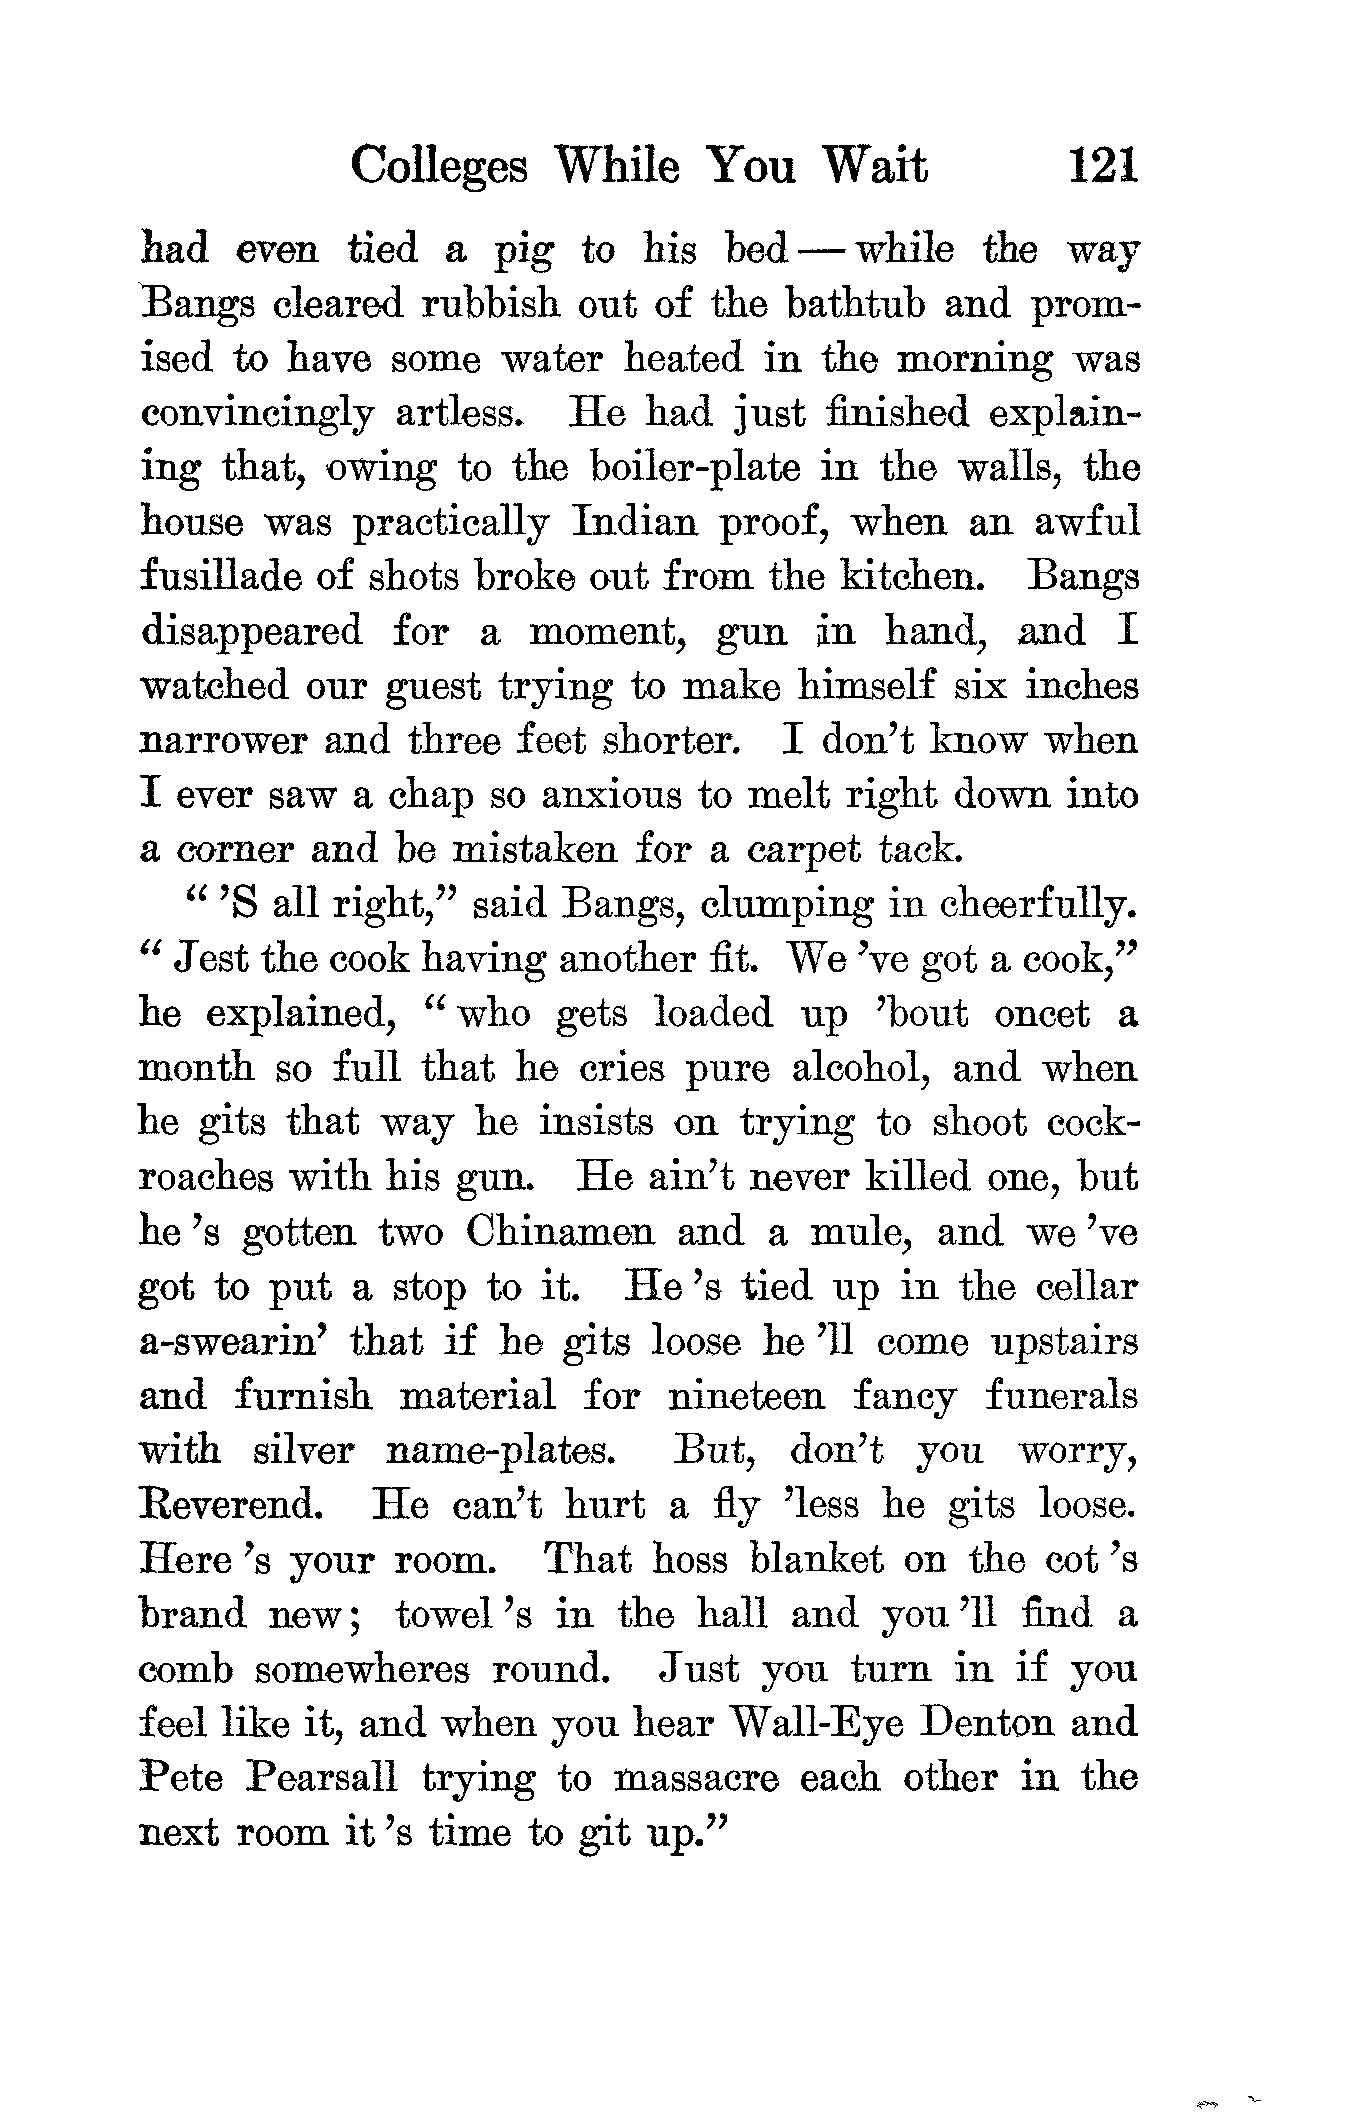 Colleges While You Wait 121
had even tied a pig to his bed — while the way
Bangs cleared rubbish out of the bathtub and prom-
ised to have some water heated in the morning was
convincingly artless. He had just finished explain-
ing that, owing to the boiler-plate in the walls, the
house was practically Indian proof, when an awful
fusillade of shots broke out from the kitchen. Bangs
disappeared for a moment, gun in hand, and I
watched our guest trying to make himself six inches
narrower and three feet shorter. I don't know when
I ever saw a chap so anxious to melt right down into
a corner and be mistaken for a carpet tack.
" 'S all right," said Bangs, clumping in cheerfully.
" Jest the cook having another fit. We 've got a cook,"
he explained, " who gets loaded up 'bout oncet a
month so full that he cries pure alcohol, and when
he gits that way he insists on trying to shoot cock-
roaches with his gun. He ain't never killed one, but
he 's gotten two Chinamen and a mule, and we 've
got to put a stop to it. He 's tied up in the cellar
a-swearin' that if he gits loose he 'll come upstairs
and furnish material for nineteen fancy funerals
with silver name-plates. But, don't you worry,
Reverend. He can't hurt a fly 'less he gits loose.
Here 's your room. That hoss blanket on the cot 's
brand new; towel 's in the hall and you 'll find a
comb somewheres round. Just you turn in if you
feel like it, and when you hear Wall-Eye Denton and
Pete Pearsall trying to massacre each other in the
next room it 's time to git up."